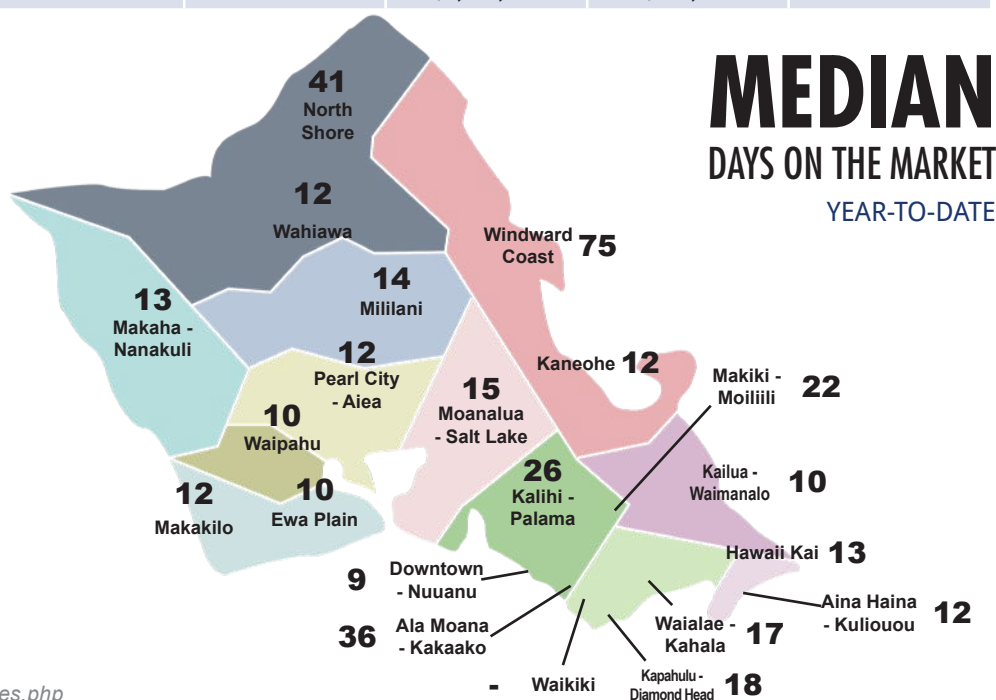 MEDIAN
DAYS ON THE MARKET
YEAR-TO-DATE
41
North
Shore
12
Wahiawa
Windward
Coast
75
14
Mililani
13
Makaha -
Nanakuli
12
Pearl City
- Aiea
Kaneohe 12
15
Moanalua
- Salt Lake
Makiki -
Moiliili
22
10
Waipahu
26
Kalihi -
Palama
Kailua -
Waimanalo
10
12
Makakilo
10
Ewa Plain
Hawaii Kai 13
9
Downtown
- Nuuanu
Aina Haina
- Kuliouou
12
36
Ala Moana
- Kakaako
Waialae -
Kahala
17
- Waikiki
Kapahulu -
Diamond Head
18
es.php